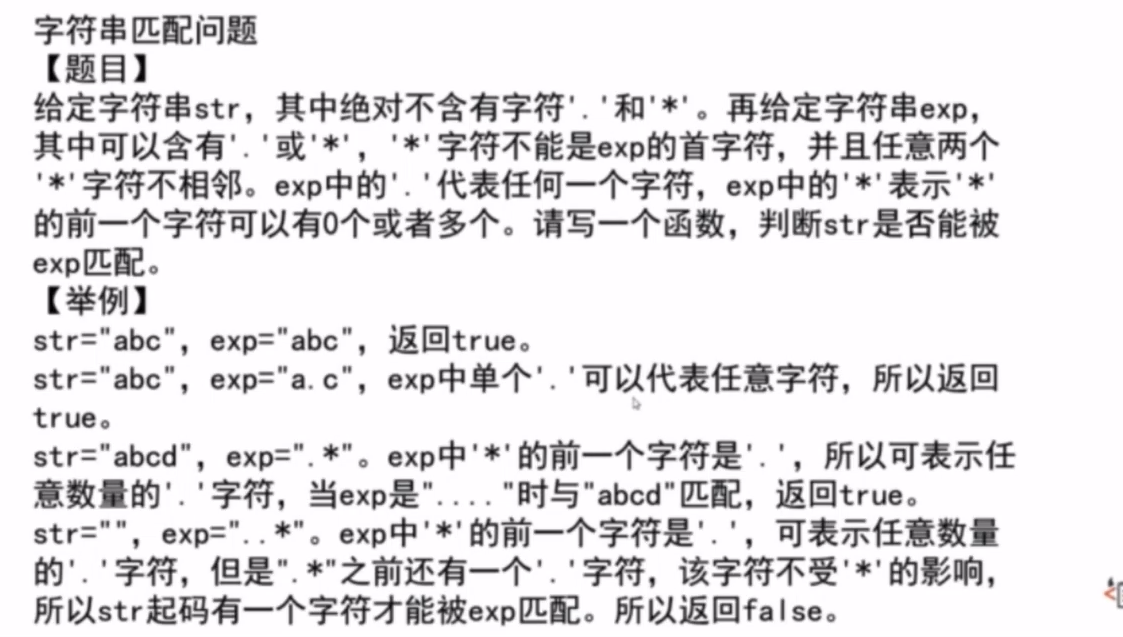 字符串匹配问题
【题目】
给定字符串str，其中绝对不含有字符'.'和'*'。再给定字符串exp，
其中可以含有'.'或'*'，'*'字符不能是exp的首字符，并且任意两个
'*'字符不相邻。exp中的'.'代表任何一个字符，exp中的'*'表示'*'
的前一个字符可以有0个或者多个。请写一个函数，判断str是否能被
exp匹配。
【举例】
str="abc"，exp="abc"，返回true。
str="abc"，exp="a.c"，exp中单个'.'可以代表任意字符，所以返回
true。
str="abcd"，exp=".*"。exp中'*'的前一个字符是'.'，所以可表示任
意数量的'.'字符，当exp是"...."时与"abcd"匹配，返回true。
str=""，exp="..*"。exp中'*'的前一个字符是'.'，可表示任意数量
的'.'字符，但是".*"之前还有一个'.'字符，该字符不受'*'的影响，
所以str起码有一个字符才能被exp匹配。所以返回false。